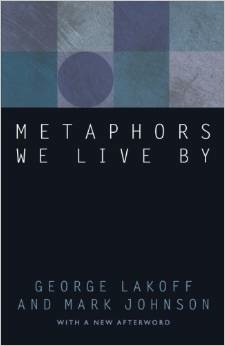 METAPHORS
WE LIVE BY
GEORGE LAKOFF
AND MARK JOHNSON
WITH A NEW AFTERWORD